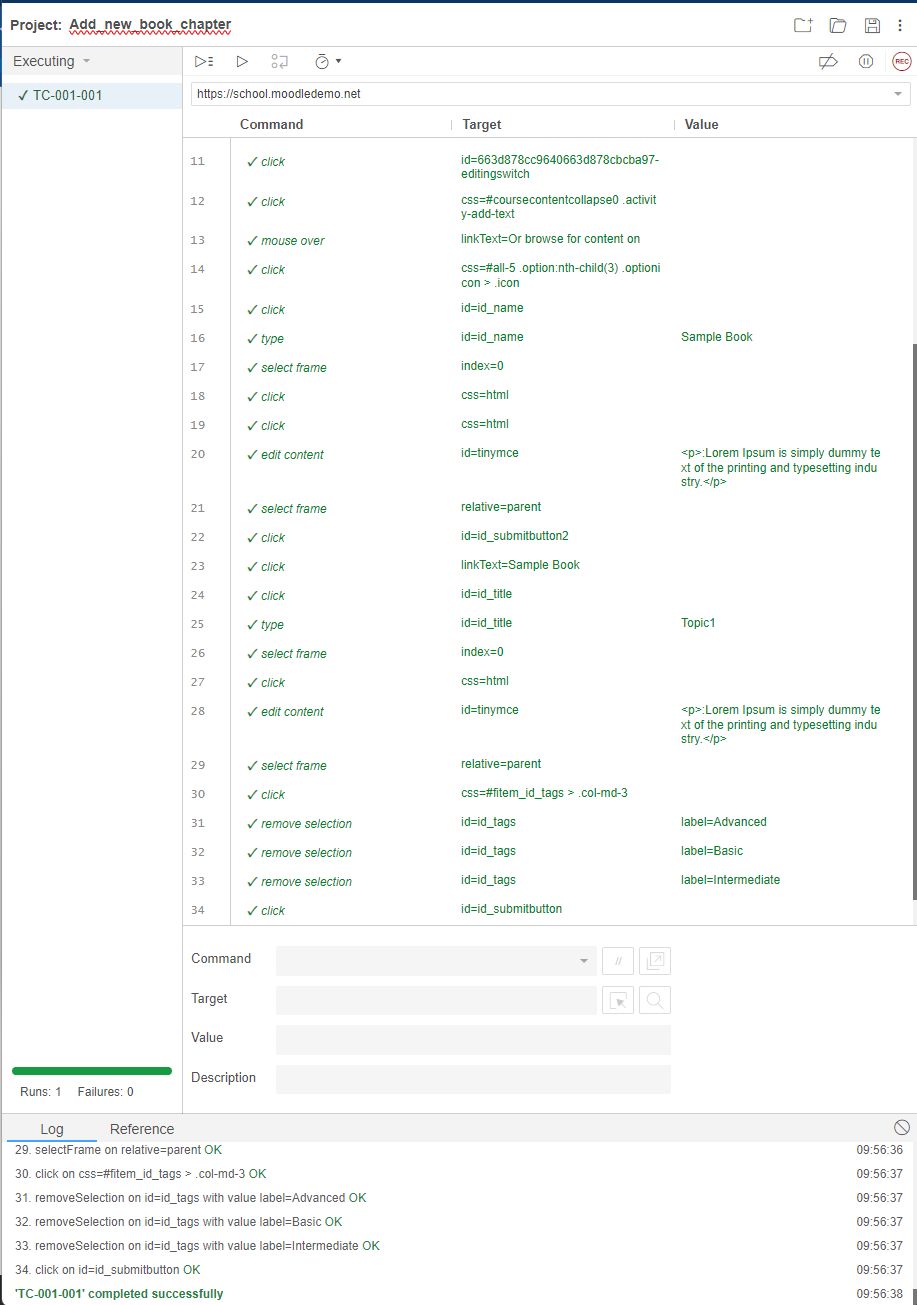 Project: Add_new_book_chapter
Executing
✓ TC-001-001
REC
https://school.moodledemo.net
Command Target Value
11 ✓ click id=663d878cc9640663d878cbcba97-
editingswitch
12 ✓ click css=#coursecontentcollapse0 .activit
y-add-text
13 ✓ mouse over linkText=Or browse for content on
14 ✓ click css=#all-5 .option:nth-child(3) .optioni
con > .icon
15 ✓ click id=id_name
16 ✓ type id=id_name Sample Book
17 ✓ select frame index=0
18 ✓ click css=html
19 ✓ click css=html
20 ✓ edit content id=tinymce <p>:Lorem Ipsum is simply dummy te
xt of the printing and typesetting indu
stry.</p>
21 ✓ select frame relative=parent
22 ✓ click id=id_submitbutton2
23 ✓ click linkText=Sample Book
24 ✓ click id=id_title
25 ✓ type id=id_title Topic1
26 ✓ select frame index=0
27 ✓ click css=html
28 ✓ edit content id=tinymce <p>:Lorem Ipsum is simply dummy te
xt of the printing and typesetting indu
stry.</p>
29 ✓ select frame relative=parent
30 ✓ click css=#fitem_id_tags > .col-md-3
31 ✓ remove selection id=id_tags label=Advanced
32 ✓ remove selection id=id_tags label=Basic
33 ✓ remove selection id=id_tags label=Intermediate
34 ✓ click id=id_submitbutton
Command //
Target
Value
Description
Runs: 1 Failures: 0
Log Reference
29. selectFrame on relative=parent OK 09:56:36
30. click on css=#fitem_id_tags > .col-md-3 OK 09:56:37
31. removeSelection on id=id_tags with value label=Advanced OK 09:56:37
32. removeSelection on id=id_tags with value label=Basic OK 09:56:37
33. removeSelection on id=id_tags with value label=Intermediate OK 09:56:37
34. click on id=id_submitbutton OK 09:56:37
'TC-001-001' completed successfully 09:56:38